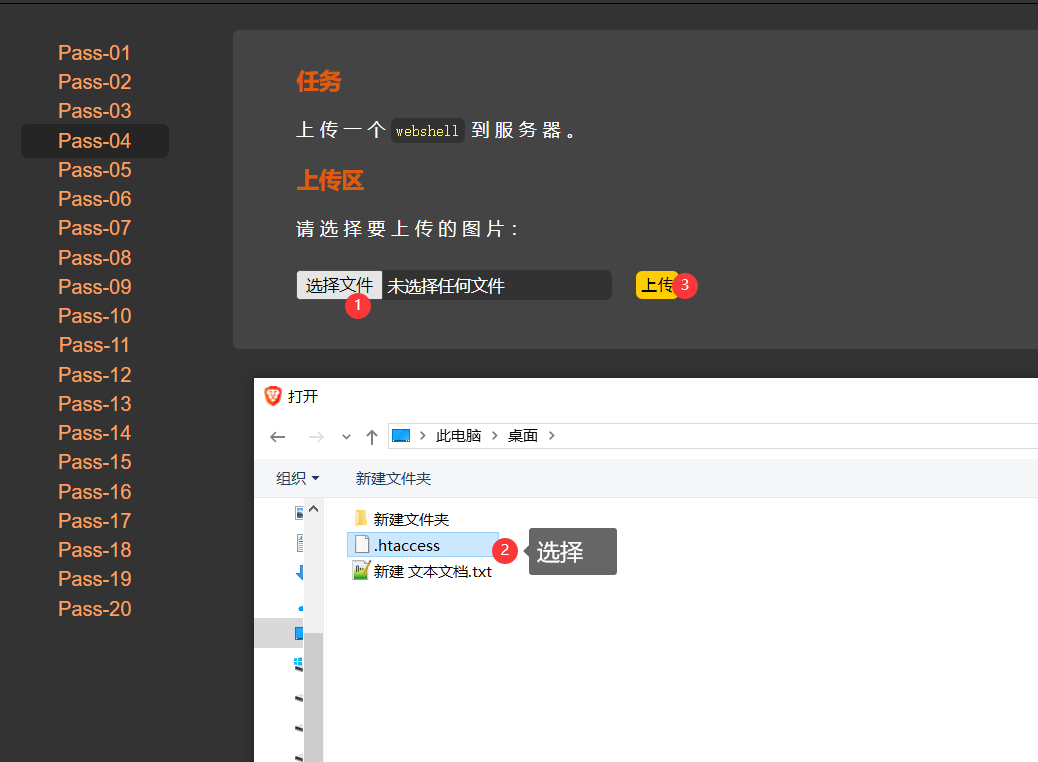 Pass-01
Pass-02
Pass-03
Pass-04
Pass-05
Pass-06
Pass-07
Pass-08
Pass-09
Pass-10
Pass-11
Pass-12
Pass-13
Pass-14
Pass-15
Pass-16
Pass-17
Pass-18
Pass-19
Pass-20
任务
上传一个 webshell 到服务器。
上传区
请选择要上传的图片：
选择文件 未选择任何文件 上传 3
1
打开
此电脑 > 桌面 >
组织 新建文件夹
新建文件夹
.htaccess 2 选择
新建 文本文档.txt